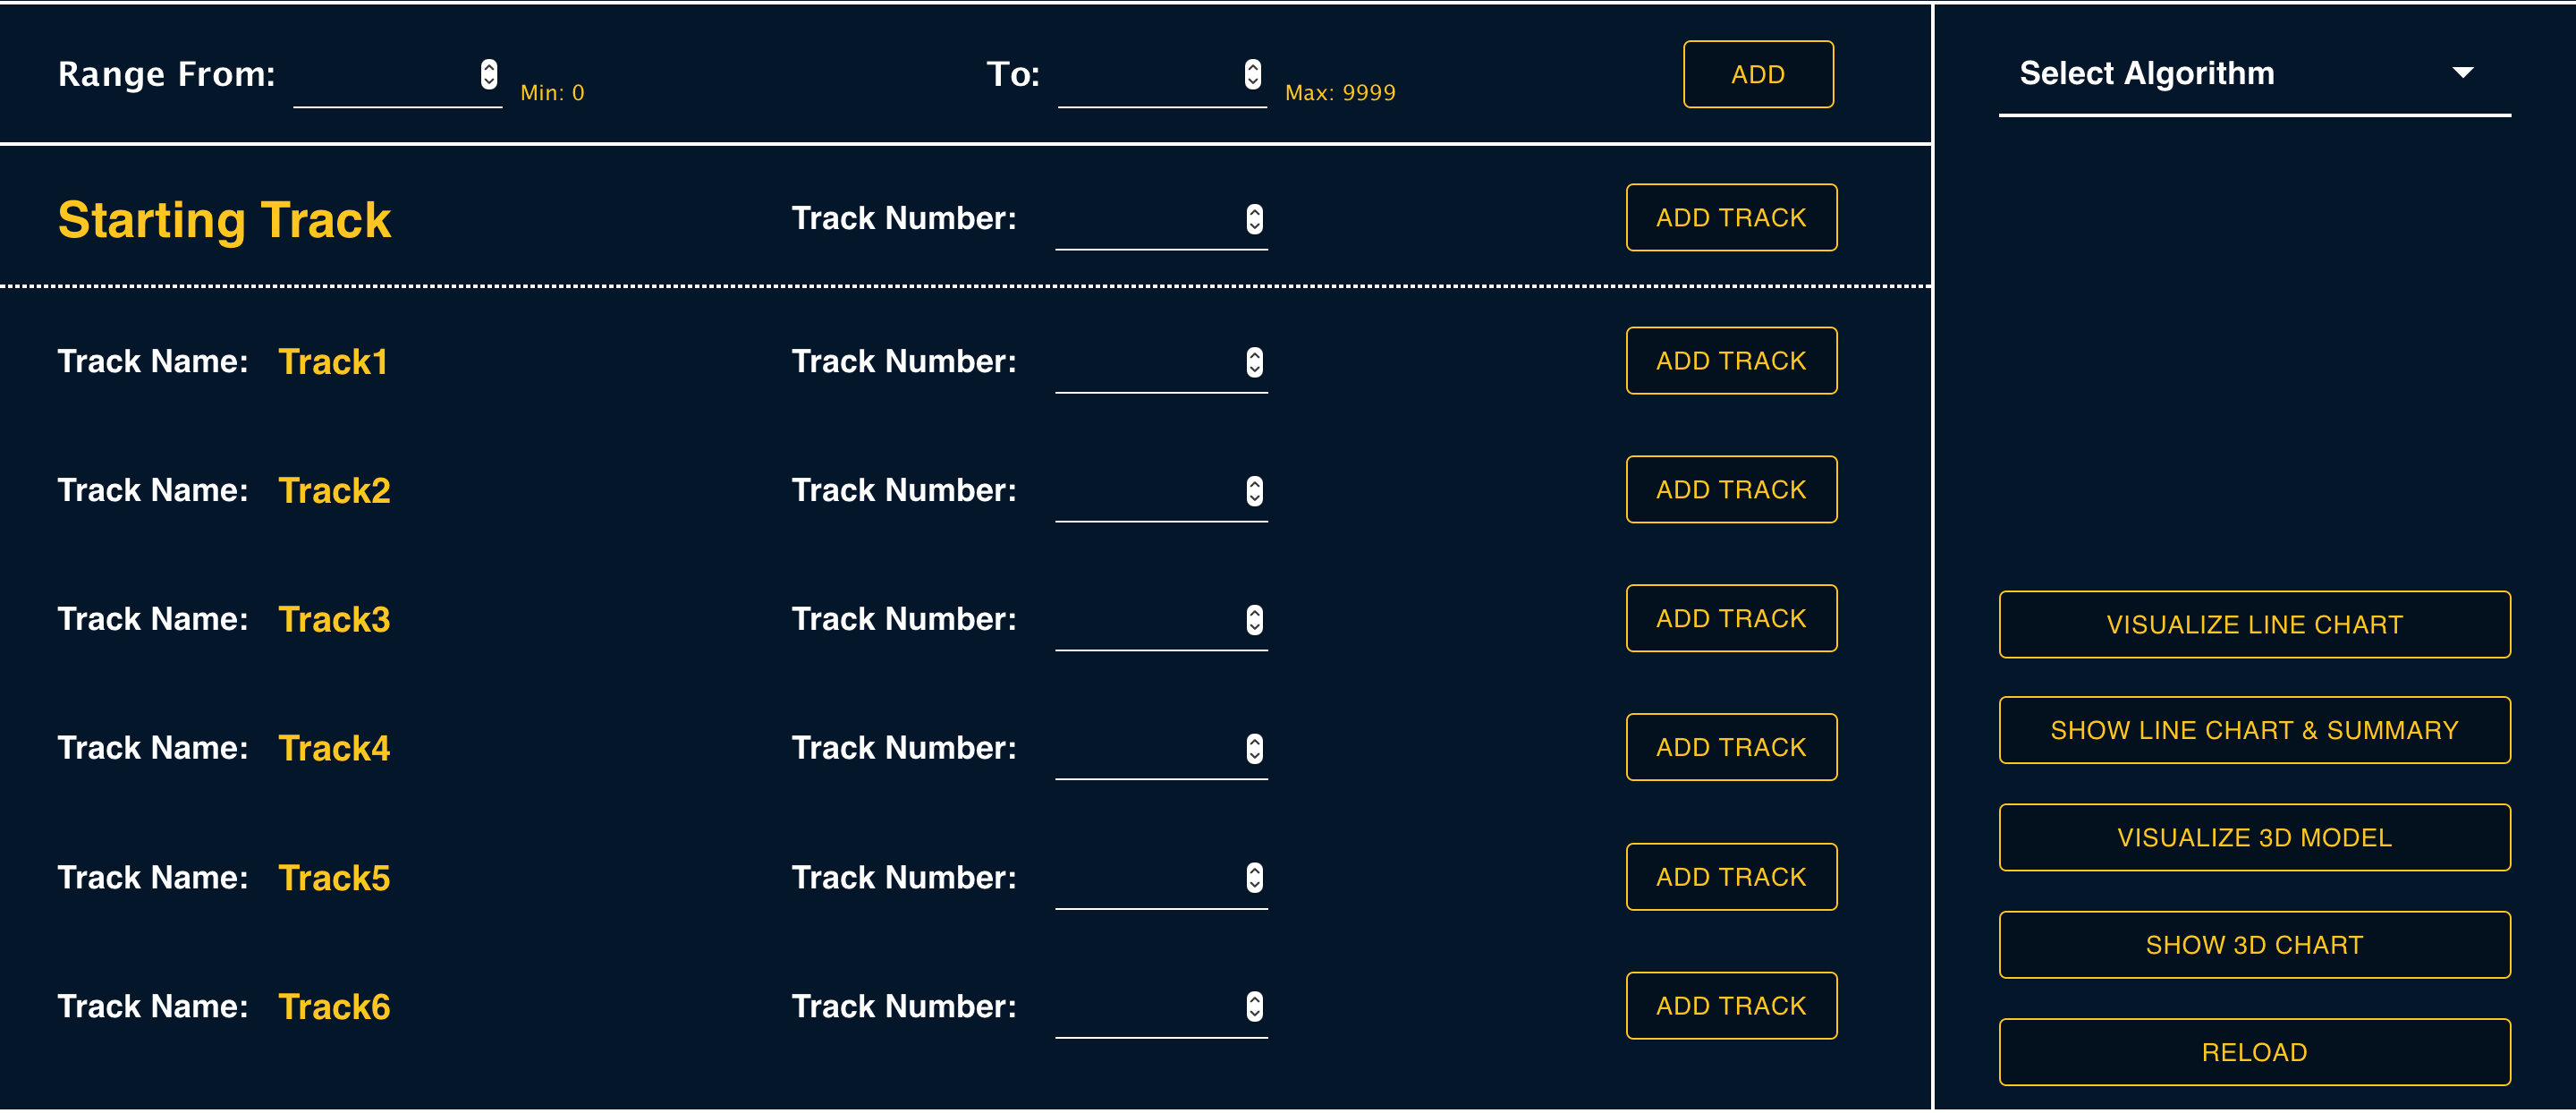 Range From: Min: 0 To: Max: 9999 ADD
Starting Track Track Number: ADD TRACK
Track Name: Track1 Track Number: ADD TRACK
Track Name: Track2 Track Number: ADD TRACK
Track Name: Track3 Track Number: ADD TRACK
Track Name: Track4 Track Number: ADD TRACK
Track Name: Track5 Track Number: ADD TRACK
Track Name: Track6 Track Number: ADD TRACK
Select Algorithm
VISUALIZE LINE CHART
SHOW LINE CHART & SUMMARY
VISUALIZE 3D MODEL
SHOW 3D CHART
RELOAD